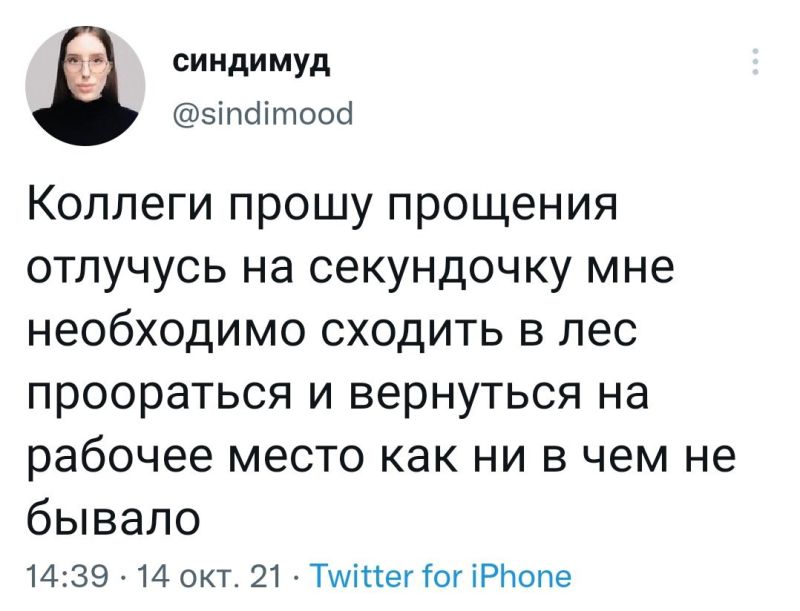 синдимуд
@sindimood
Коллеги прошу прощения
отлучусь на секундочку мне
необходимо сходить в лес
проораться и вернуться на
рабочее место как ни в чем не
бывало
14:39 · 14 окт. 21 · Twitter for iPhone